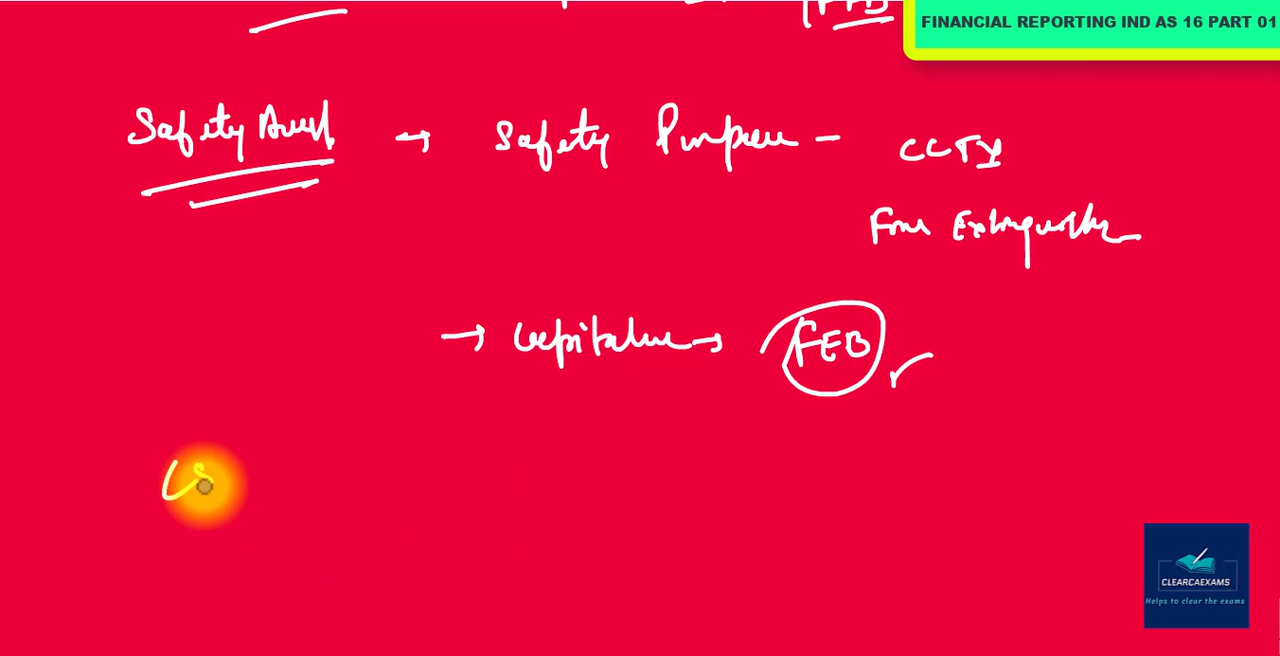 FINANCIAL REPORTING IND AS 16 PART 01
Safety → Safety Purpose - CCTV
Fire Extinguisher
→ Capitalise → FEB ✓
CLEARCAEXAMS
Helps to clear the exams